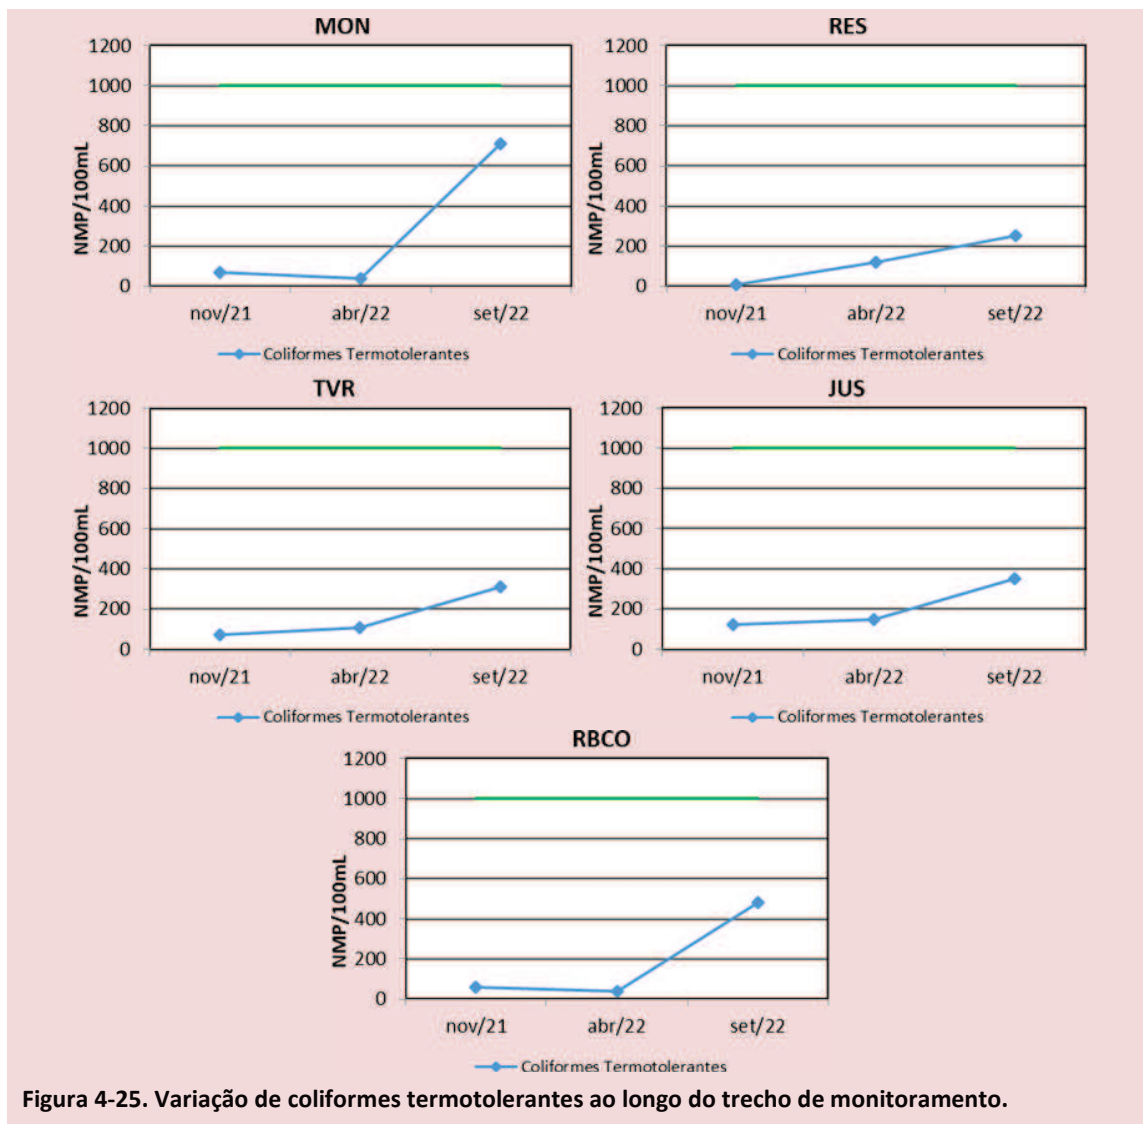 MON
1200
1000
800
600
400
200
0
NMP/100mL
nov/21 abr/22 set/22
Coliformes Termotolerantes
RES
1200
1000
800
600
400
200
0
NMP/100mL
nov/21 abr/22 set/22
Coliformes Termotolerantes
TVR
1200
1000
800
600
400
200
0
NMP/100mL
nov/21 abr/22 set/22
Coliformes Termotolerantes
JUS
1200
1000
800
600
400
200
0
NMP/100mL
nov/21 abr/22 set/22
Coliformes Termotolerantes
RBCO
1200
1000
800
600
400
200
0
NMP/100mL
nov/21 abr/22 set/22
Coliformes Termotolerantes
Figura 4-25. Variação de coliformes termotolerantes ao longo do trecho de monitoramento.